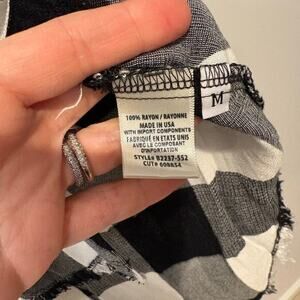 100% RAYON / RAYONNE
MADE IN USA
WITH IMPORT COMPONENTS
FABRIQUÉ EN ETATS UNIS
AVEC LE COMPOSANT
D'IMPORTATION
STYLE# B2237-552
CUT# 608854
M